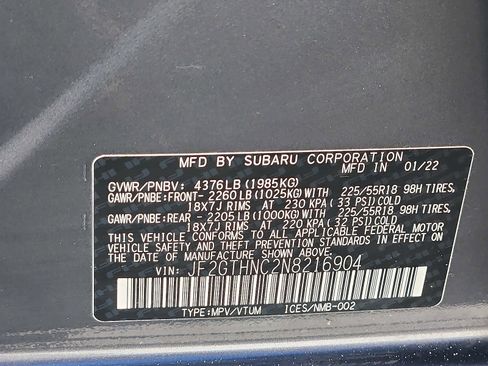 MFD BY SUBARU CORPORATION
GVWR/PNBV: 4376LB(1985KG) MFD IN 01/22
GAWR/PNBE: FRONT- 2260LB(1025KG)WITH 225/55R18 98H TIRES,
18X7J RIMS AT 230 KPA( 33 PSI)COLD
GAWR/PNBE: REAR - 2205LB(1000KG)WITH 225/55R18 98H TIRES,
18X7J RIMS AT 220 KPA( 32 PSI)COLD
THIS VEHICLE CONFORMS TO ALL APPLICABLE FEDERAL MOTOR
VEHICLE SAFETY AND THEFT PREVENTION STANDARDS IN EFFECT
ON THE DATE OF MANUFACTURE SHOWN ABOVE.
VIN: JF2GTHNC2N8216904
TYPE:MPV/VTUM ICES/NMB-002